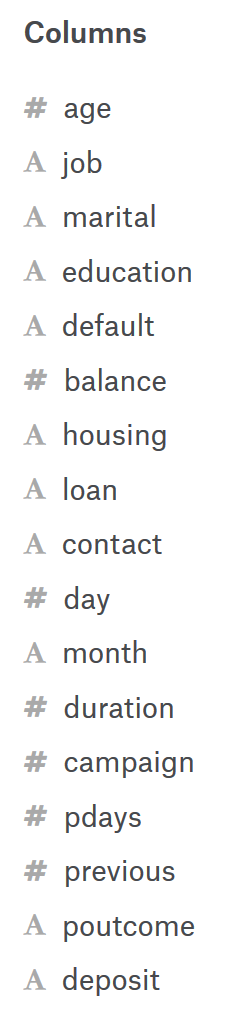 Columns
# age
A job
A marital
A education
A default
# balance
A housing
A loan
A contact
# day
A month
# duration
# campaign
# pdays
# previous
A poutcome
A deposit